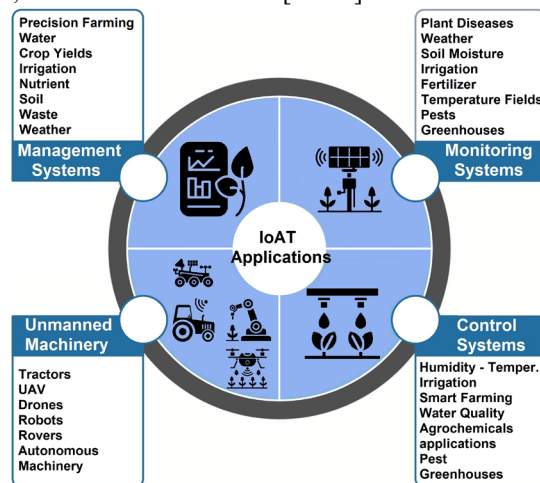 Precision Farming
Water
Crop Yields
Irrigation
Nutrient
Soil
Waste
Weather
Management
Systems
Plant Diseases
Weather
Soil Moisture
Irrigation
Fertilizer
Temperature Fields
Pests
Greenhouses
Monitoring
Systems
IoAT
Applications
Unmanned
Machinery
Tractors
UAV
Drones
Robots
Rovers
Autonomous
Machinery
Control
Systems
Humidity - Temper.
Irrigation
Smart Farming
Water Quality
Agrochemicals
applications
Pest
Greenhouses